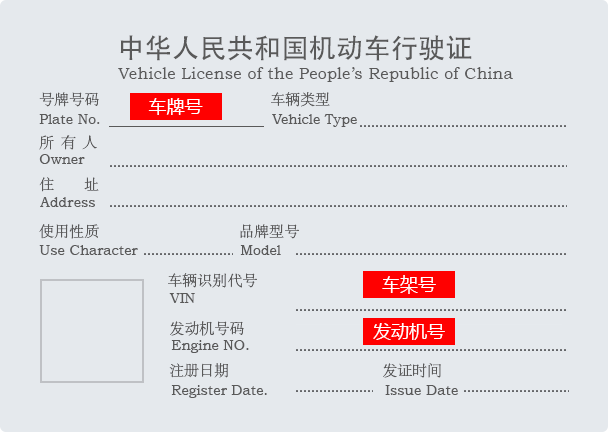 中华人民共和国机动车行驶证
Vehicle License of the People's Republic of China
号牌号码 车牌号 车辆类型
Plate No. Vehicle Type
所有人
Owner
住 址
Address
使用性质 品牌型号
Use Character Model
车辆识别代号 车架号
VIN
发动机号码 发动机号
Engine NO.
注册日期 发证时间
Register Date. Issue Date